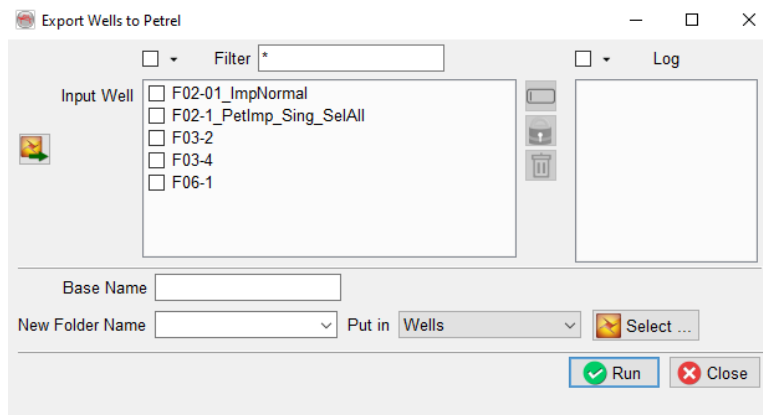 Export Wells to Petrel
Filter *
Log
Input Well
F02-01_ImpNormal
F02-1_PetImp_Sing_SelAll
F03-2
F03-4
F06-1
Base Name
New Folder Name
Put in Wells
Select ...
Run
Close